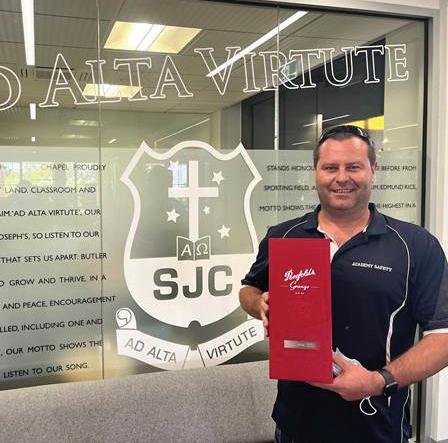 AD ALTA VIRTUTE
CHAPEL PROUDLY
LAND, CLASSROOM AND
AIM 'AD ALTA VIRTUTE', OUR
JOSEPH'S, SO LISTEN TO OUR
THAT SETS US APART: BUTLER
TO GROW AND THRIVE, IN A
AND PEACE, ENCOURAGEMENT
INCLUDING ONE AND
OUR MOTTO SHOWS THE
LISTEN TO OUR SONG
STANDS HONOUR BEFORE FROM
SPORTING FIELD, EDMUND RICE,
MOTTO SHOWS THE HIGHEST IN A
Α Ω
SJC
AD ALTA VIRTUTE
Penfolds
Grange
ACADEMY SAFETY